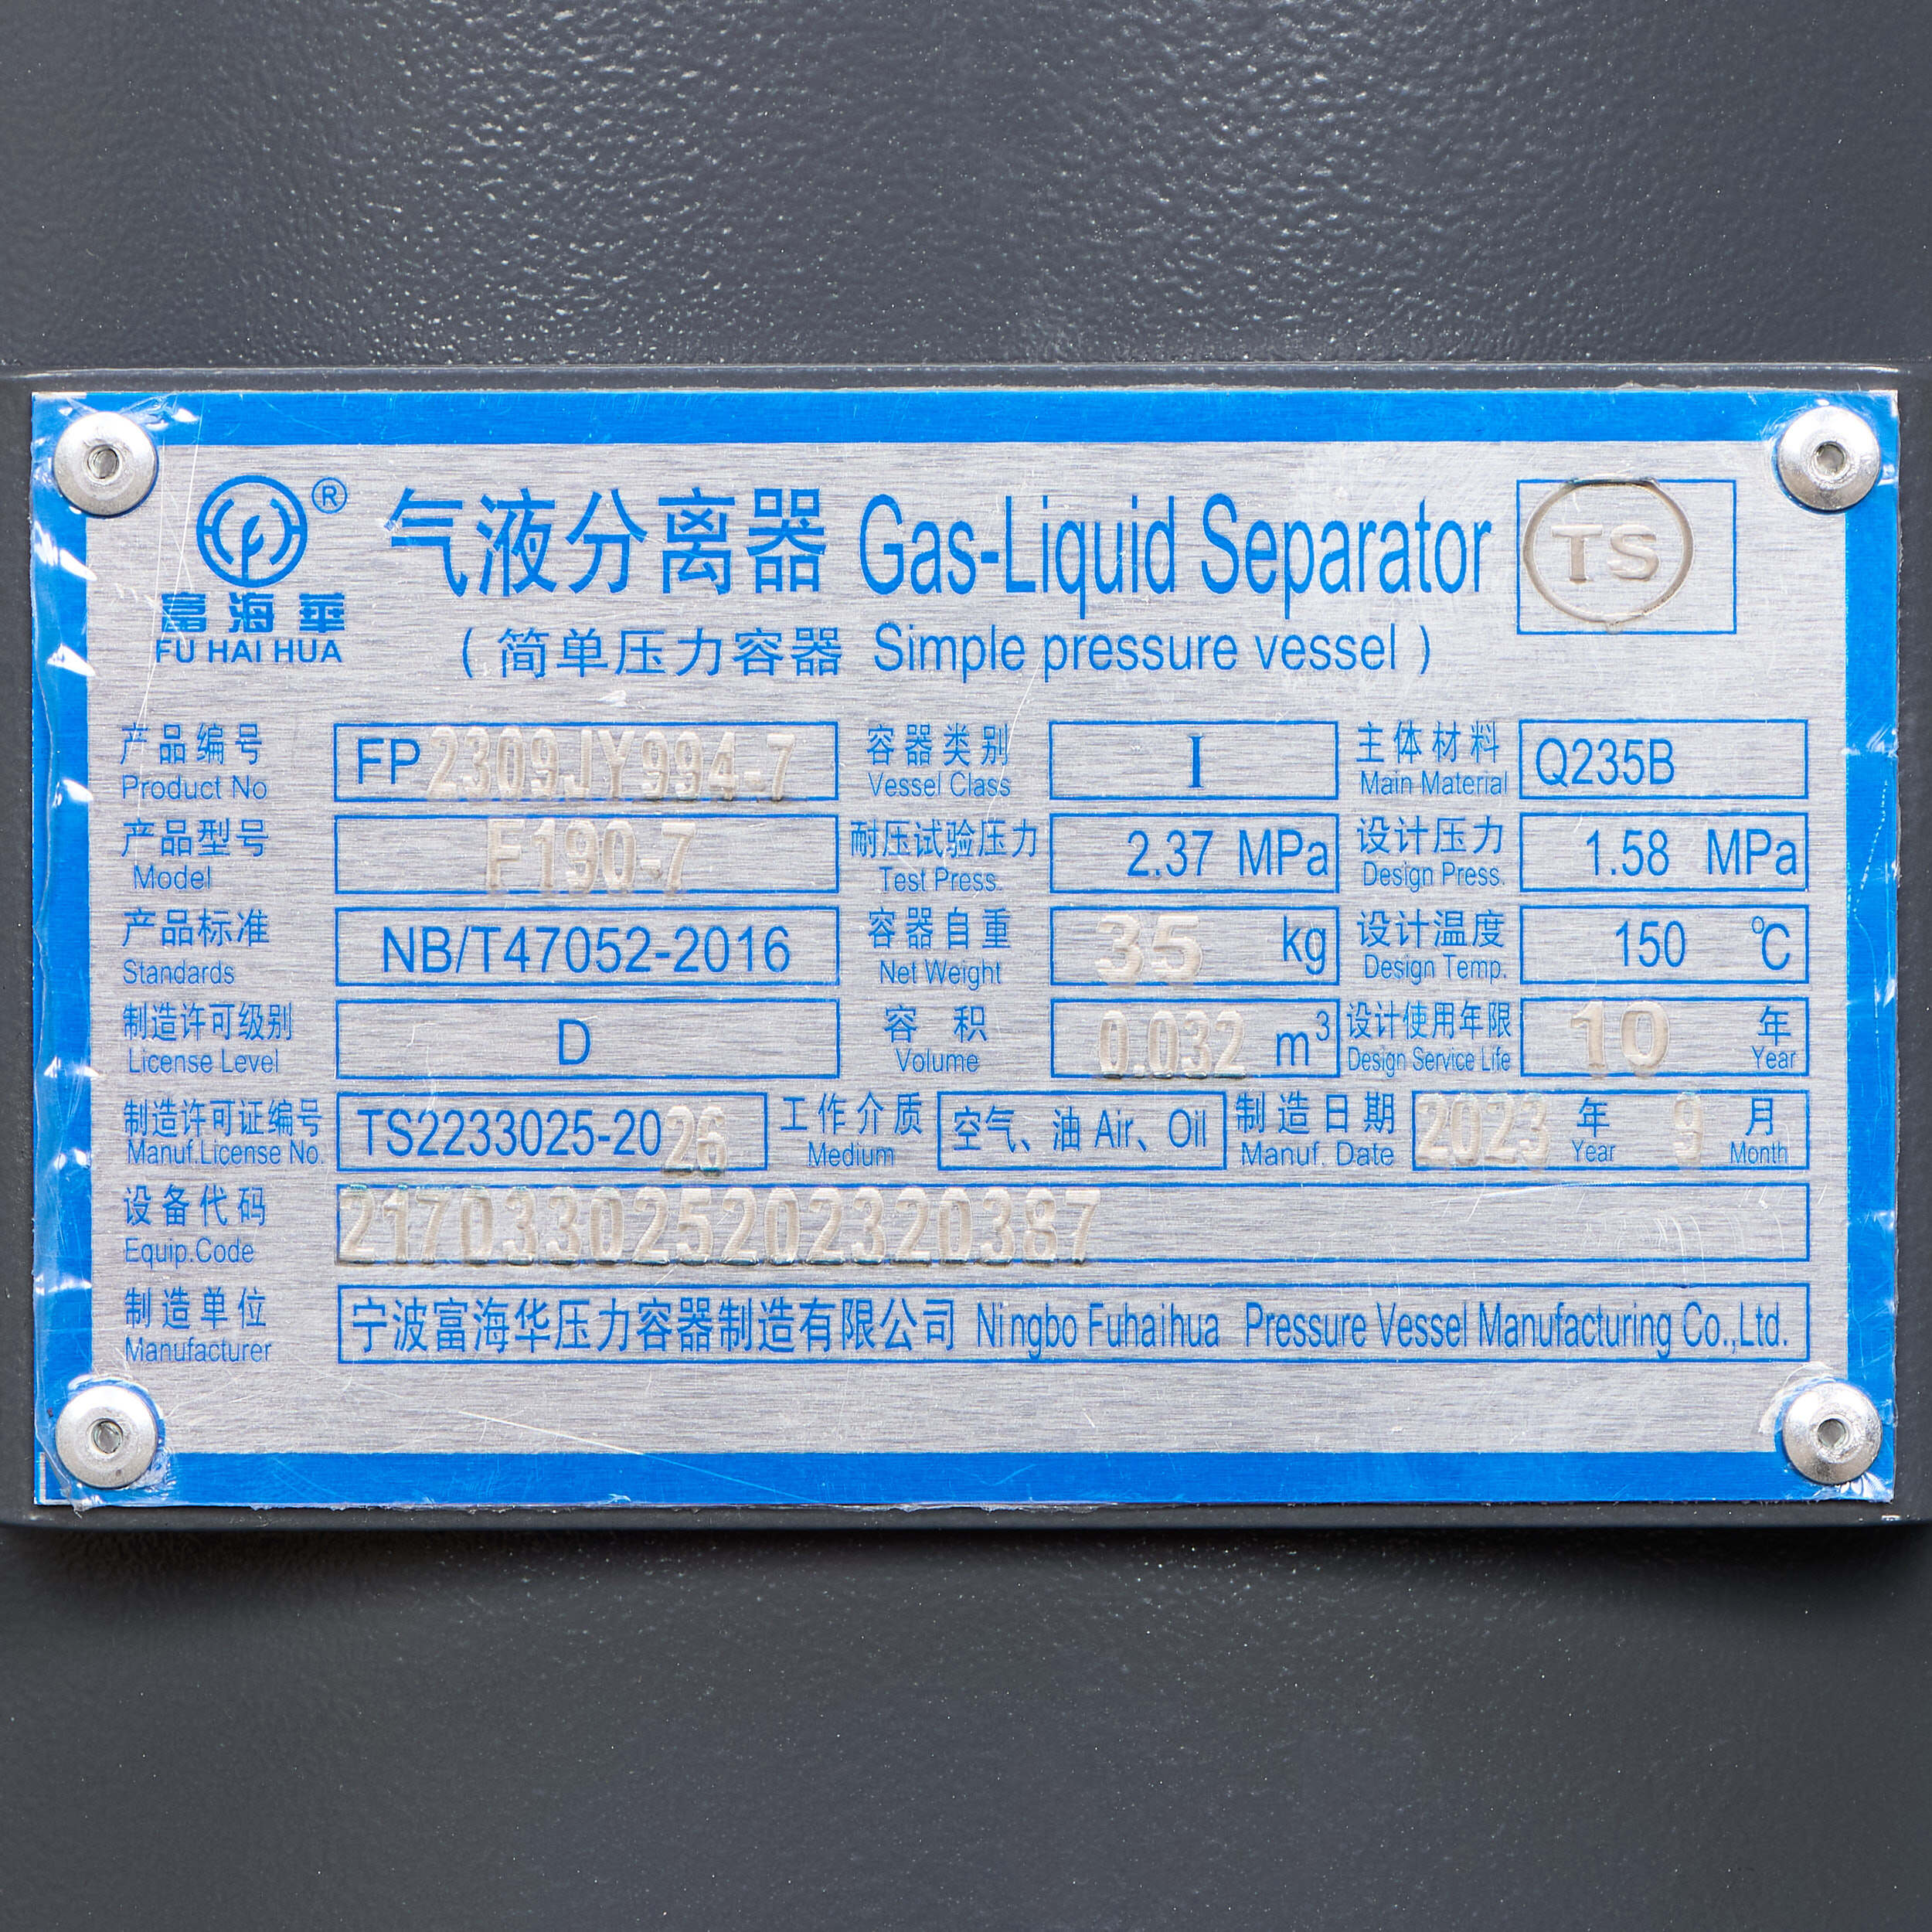 ® 气液分离器 Gas-Liquid Separator TS
富海華
FU HAI HUA
(简单压力容器 Simple pressure vessel)
产品编号 FP2309JY994-7 容器类别 I 主体材料 Q235B
Product No Vessel Class Main Material
产品型号 F190-7 耐压试验压力 2.37 MPa 设计压力 1.58 MPa
Model Test Press. Design Press.
产品标准 NB/T47052-2016 容器自重 35 kg 设计温度 150 ℃
Standards Net Weight Design Temp.
制造许可级别 D 容积 0.032 m³ 设计使用年限 10 年
License Level Volume Design Service Life Year
制造许可证编号 TS2233025-2026 工作介质 空气、油 Air、Oil 制造日期 2023 年 9 月
Manuf.License No. Medium Manuf. Date Year Month
设备代码 217033025202320387
Equip.Code
制造单位 宁波富海华压力容器制造有限公司 Ningbo Fuhaihua Pressure Vessel Manufacturing Co.,Ltd.
Manufacturer